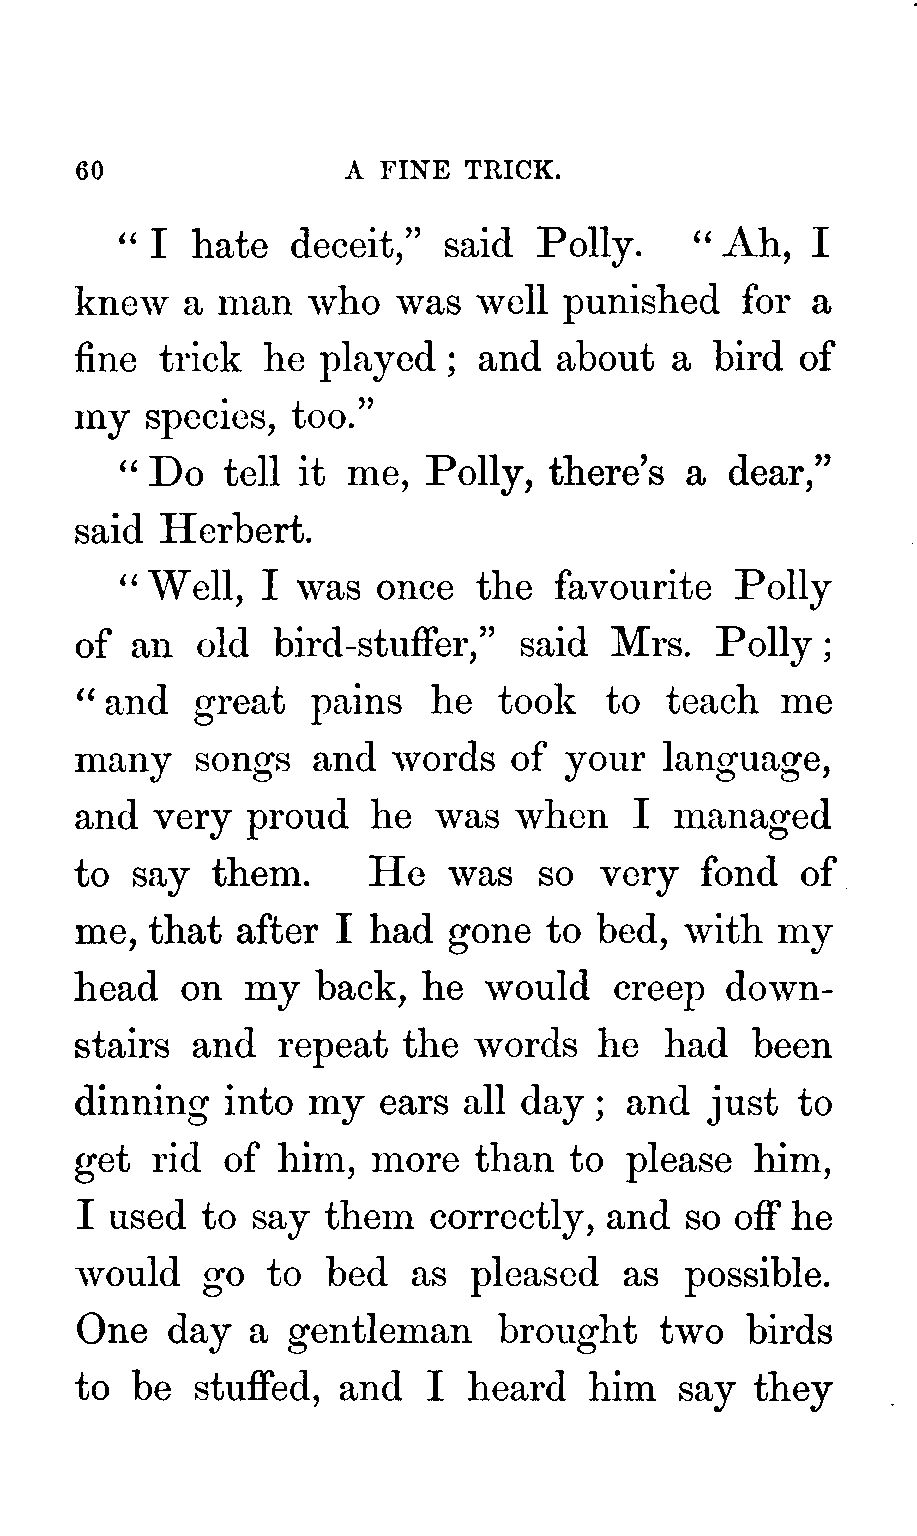 60 A FINE TRICK.
“ I hate deceit,” said Polly. “ Ah, I
knew a man who was well punished for a
fine trick he played ; and about a bird of
my species, too.”
“ Do tell it me, Polly, there’s a dear,”
said Herbert.
“ Well, I was once the favourite Polly
of an old bird-stuffer,” said Mrs. Polly ;
“ and great pains he took to teach me
many songs and words of your language,
and very proud he was when I managed
to say them. He was so very fond of
me, that after I had gone to bed, with my
head on my back, he would creep down-
stairs and repeat the words he had been
dinning into my ears all day ; and just to
get rid of him, more than to please him,
I used to say them correctly, and so off he
would go to bed as pleased as possible.
One day a gentleman brought two birds
to be stuffed, and I heard him say they